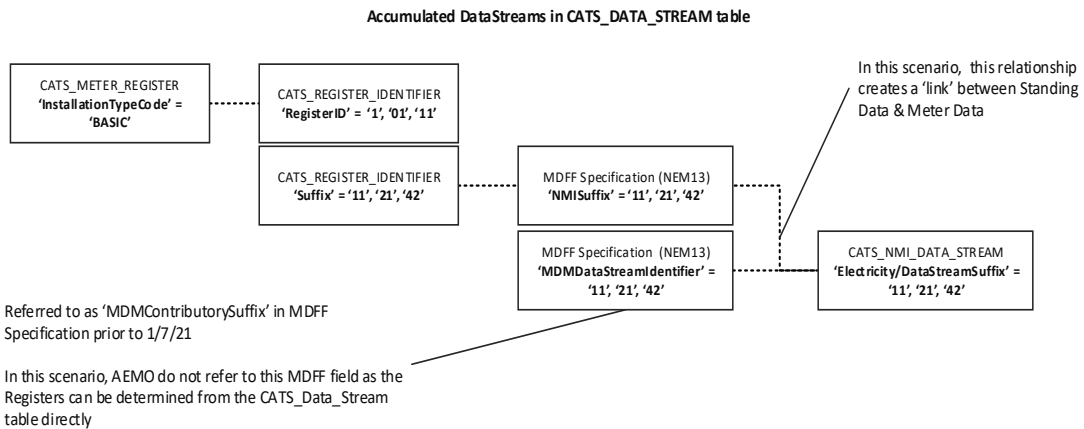 Accumulated DataStreams in CATS_DATA_STREAM table
CATS_METER_REGISTER
‘InstallationTypeCode’ =
‘BASIC’
CATS_REGISTER_IDENTIFIER
‘RegisterID’ = ‘1’, ‘01’, ‘11’
CATS_REGISTER_IDENTIFIER
‘Suffix’ = ‘11’, ‘21’, ‘42’
MDFF Specification (NEM13)
‘NMISuffix’ = ‘11’, ‘21’, ‘42’
MDFF Specification (NEM13)
‘MDMDataStreamIdentifier’ =
‘11’, ‘21’, ‘42’
In this scenario, this relationship
creates a ‘link’ between Standing
Data & Meter Data
CATS_NMI_DATA_STREAM
‘Electricity/DataStreamSuffix’ =
‘11’, ‘21’, ‘42’
Referred to as ‘MDMContributorySuffix’ in MDFF
Specification prior to 1/7/21
In this scenario, AEMO do not refer to this MDFF field as the
Registers can be determined from the CATS_Data_Stream
table directly